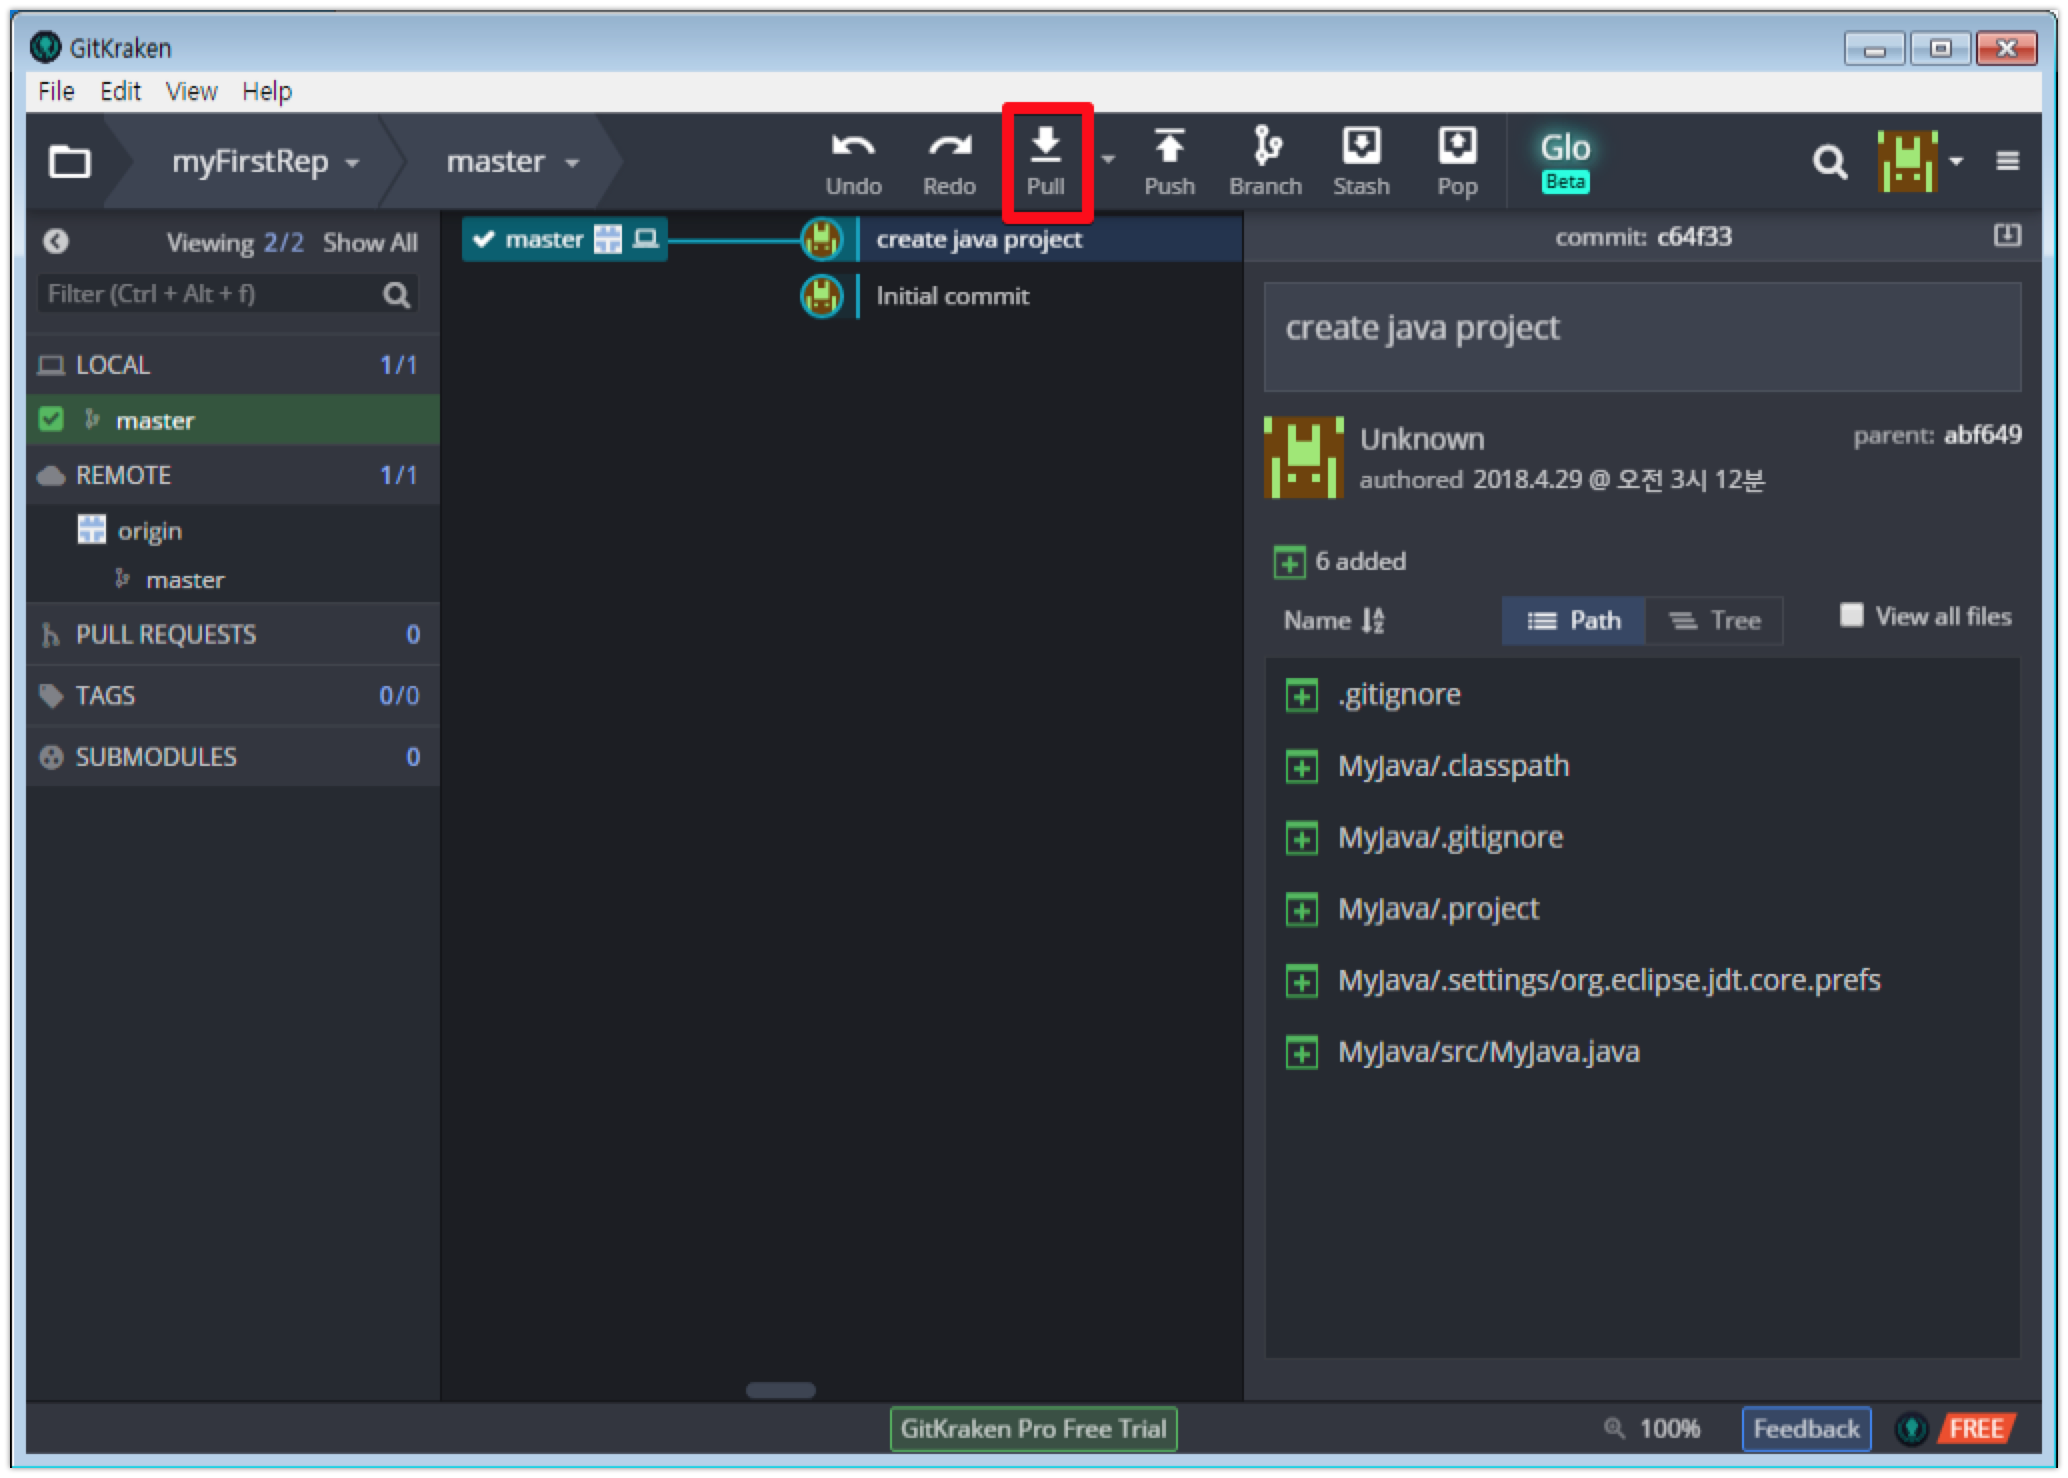 GitKraken
File Edit View Help
myFirstRep master Undo Redo Pull Push Branch Stash Pop Glo Beta
Viewing 2/2 Show All
Filter (Ctrl + Alt + f)
LOCAL 1/1
master
REMOTE 1/1
origin
master
PULL REQUESTS 0
TAGS 0/0
SUBMODULES 0
master create java project
Initial commit
commit: c64f33
create java project
Unknown parent: abf649
authored 2018.4.29 @ 오전 3시 12분
6 added
Name Path Tree View all files
.gitignore
MyJava/.classpath
MyJava/.gitignore
MyJava/.project
MyJava/.settings/org.eclipse.jdt.core.prefs
MyJava/src/MyJava.java
GitKraken Pro Free Trial 100% Feedback FREE